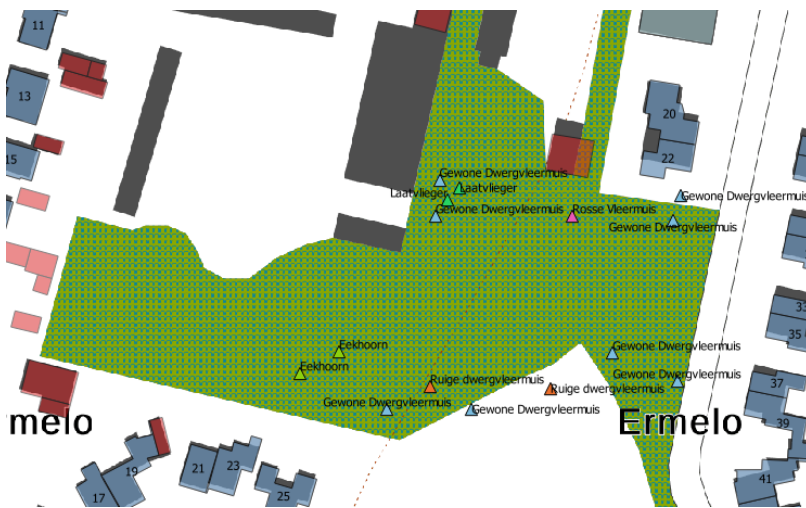 11
13
20
15
22
Gewone Dwergvleermuis
Laatvlieger
Laatvlieger
Gewone Dwergvleermuis
Gewone Dwergvleermuis
Rosse Vleermuis
Gewone Dwergvleermuis
33
35
Eekhoorn
Gewone Dwergvleermuis
Eekhoorn
Ruige dwergvleermuis
Gewone Dwergvleermuis
Ruige dwergvleermuis
37
Gewone Dwergvleermuis
Gewone Dwergvleermuis
melo
Ermelo
39
19
21
23
25
17
41